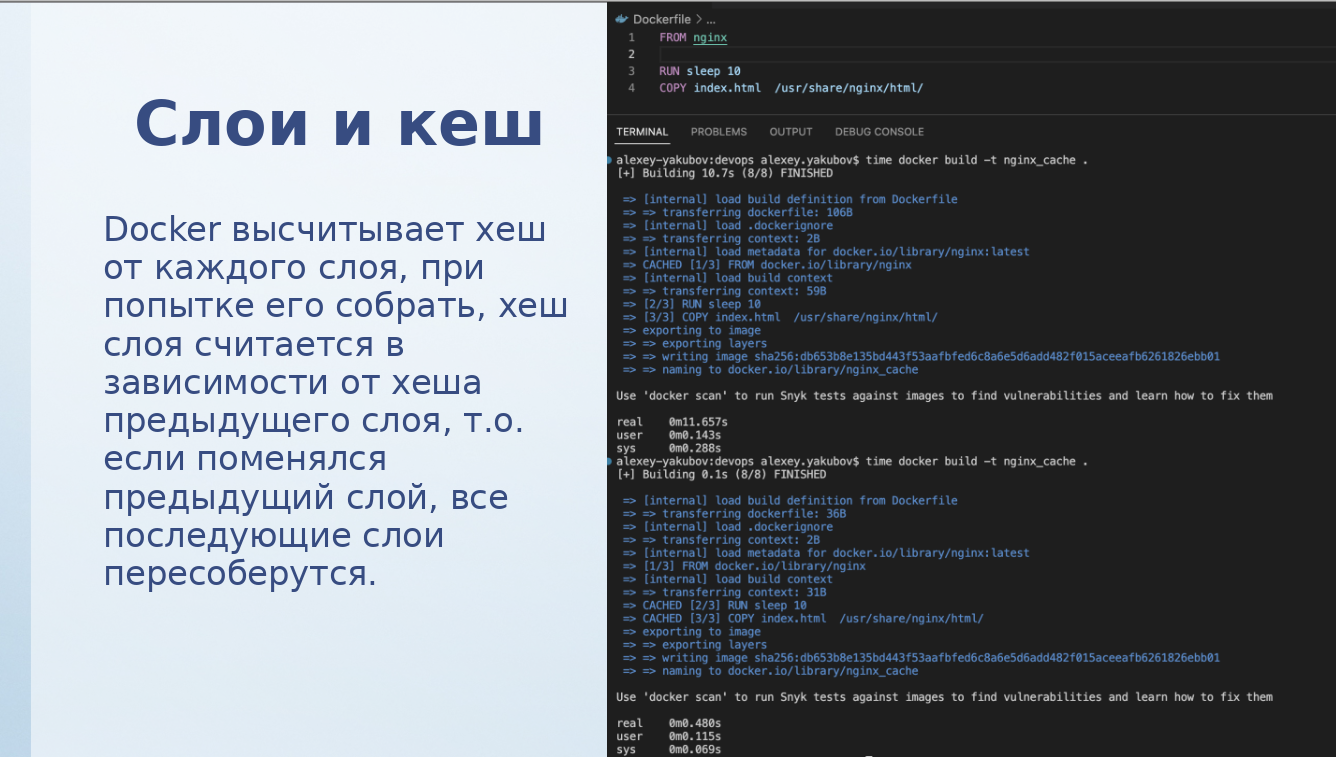 Слои и кеш
Docker высчитывает хеш
от каждого слоя, при
попытке его собрать, хеш
слоя считается в
зависимости от хеша
предыдущего слоя, т.о.
если поменялся
предыдущий слой, все
последующие слои
пересоберутся.
Dockerfile > ...
1 FROM nginx
2
3 RUN sleep 10
4 COPY index.html  /usr/share/nginx/html/
TERMINAL PROBLEMS OUTPUT DEBUG CONSOLE
alexey-yakubov:devops alexey.yakubov$ time docker build -t nginx_cache .
[+] Building 10.7s (8/8) FINISHED
=> [internal] load build definition from Dockerfile
=> => transferring dockerfile: 106B
=> [internal] load .dockerignore
=> => transferring context: 2B
=> [internal] load metadata for docker.io/library/nginx:latest
=> CACHED [1/3] FROM docker.io/library/nginx
=> [internal] load build context
=> => transferring context: 59B
=> [2/3] RUN sleep 10
=> [3/3] COPY index.html  /usr/share/nginx/html/
=> exporting to image
=> => exporting layers
=> => writing image sha256:db653b8e135bd443f53aafbfed6c8a6e5d6add482f015aceeafb6261826ebb01
=> => naming to docker.io/library/nginx_cache
Use 'docker scan' to run Snyk tests against images to find vulnerabilities and learn how to fix them
real 0m11.657s
user 0m0.143s
sys 0m0.288s
alexey-yakubov:devops alexey.yakubov$ time docker build -t nginx_cache .
[+] Building 0.1s (8/8) FINISHED
=> [internal] load build definition from Dockerfile
=> => transferring dockerfile: 36B
=> [internal] load .dockerignore
=> => transferring context: 2B
=> [internal] load metadata for docker.io/library/nginx:latest
=> [1/3] FROM docker.io/library/nginx
=> [internal] load build context
=> => transferring context: 31B
=> CACHED [2/3] RUN sleep 10
=> CACHED [3/3] COPY index.html  /usr/share/nginx/html/
=> exporting to image
=> => exporting layers
=> => writing image sha256:db653b8e135bd443f53aafbfed6c8a6e5d6add482f015aceeafb6261826ebb01
=> => naming to docker.io/library/nginx_cache
Use 'docker scan' to run Snyk tests against images to find vulnerabilities and learn how to fix them
real 0m0.480s
user 0m0.115s
sys 0m0.069s